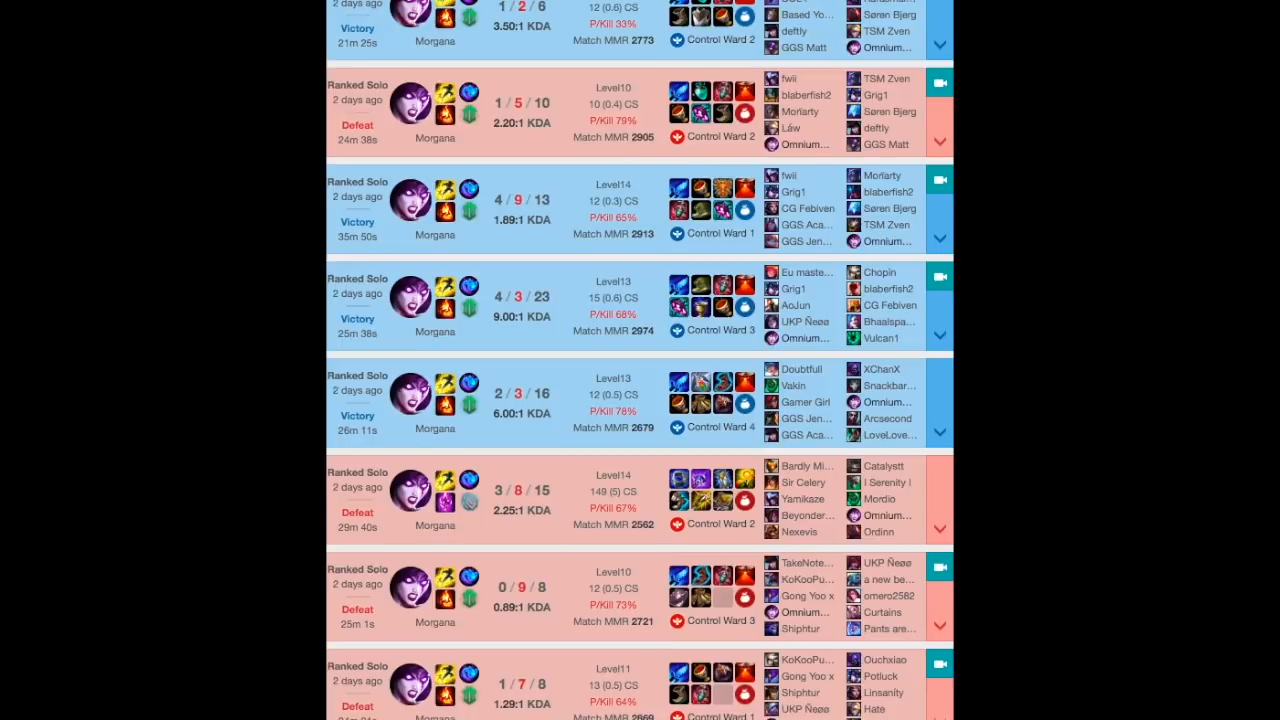 2 days ago
Victory
21m 25s
Morgana
1 / 2 / 6
3.50:1 KDA
12 (0.6) CS
P/Kill 33%
Match MMR 2773
Control Ward 2
Based Yo...
deftly
GGS Matt
Søren Bjerg
TSM Zven
Omnium...
Ranked Solo
2 days ago
Defeat
24m 38s
Morgana
1 / 5 / 10
2.20:1 KDA
Level10
10 (0.4) CS
P/Kill 79%
Match MMR 2905
Control Ward 2
fwii
blaberfish2
Moriarty
Láw
Omnium...
TSM Zven
Grig1
Søren Bjerg
deftly
GGS Matt
Ranked Solo
2 days ago
Victory
35m 50s
Morgana
4 / 9 / 13
1.89:1 KDA
Level14
12 (0.3) CS
P/Kill 65%
Match MMR 2913
Control Ward 1
fwii
Grig1
CG Febiven
GGS Aca...
GGS Jen...
Moriarty
blaberfish2
Søren Bjerg
TSM Zven
Omnium...
Ranked Solo
2 days ago
Victory
25m 38s
Morgana
4 / 3 / 23
9.00:1 KDA
Level13
15 (0.6) CS
P/Kill 68%
Match MMR 2974
Control Ward 3
Eu maste...
Grig1
AoJun
UKP Ñeøø
Omnium...
Chopin
blaberfish2
CG Febiven
Bhaalspa...
Vulcan1
Ranked Solo
2 days ago
Victory
26m 11s
Morgana
2 / 3 / 16
6.00:1 KDA
Level13
12 (0.5) CS
P/Kill 78%
Match MMR 2679
Control Ward 4
Doubtfull
Vakin
Gamer Girl
GGS Jen...
GGS Aca...
XChanX
Snackbar...
Omnium...
Arcsecond
LoveLove...
Ranked Solo
2 days ago
Defeat
29m 40s
Morgana
3 / 8 / 15
2.25:1 KDA
Level14
149 (5) CS
P/Kill 67%
Match MMR 2562
Control Ward 2
Bardly Mi...
Sir Celery
Yamikaze
Beyonder...
Nexevis
Catalystt
I Serenity I
Mordio
Omnium...
Ordinn
Ranked Solo
2 days ago
Defeat
25m 1s
Morgana
0 / 9 / 8
0.89:1 KDA
Level10
12 (0.5) CS
P/Kill 73%
Match MMR 2721
Control Ward 3
TakeNote...
KoKooPu...
Gong Yoo x
Omnium...
Shiphtur
UKP Ñeøø
a new be...
omero2582
Curtains
Pants are...
Ranked Solo
2 days ago
Defeat
Morgana
1 / 7 / 8
1.29:1 KDA
Level11
13 (0.5) CS
P/Kill 64%
Match MMR 2669
Control Ward 1
KoKooPu...
Gong Yoo x
Shiphtur
UKP Ñeøø
Ouchxiao
Potluck
Linsanity
Hate